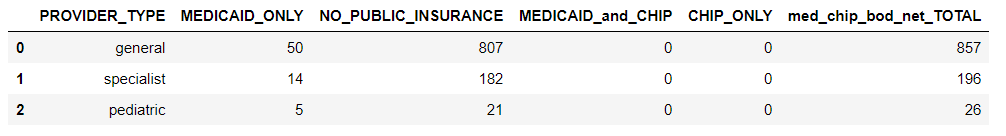 PROVIDER_TYPE MEDICAID_ONLY NO_PUBLIC_INSURANCE MEDICAID_and_CHIP CHIP_ONLY med_chip_bod_net_TOTAL
0 general 50 807 0 0 857
1 specialist 14 182 0 0 196
2 pediatric 5 21 0 0 26